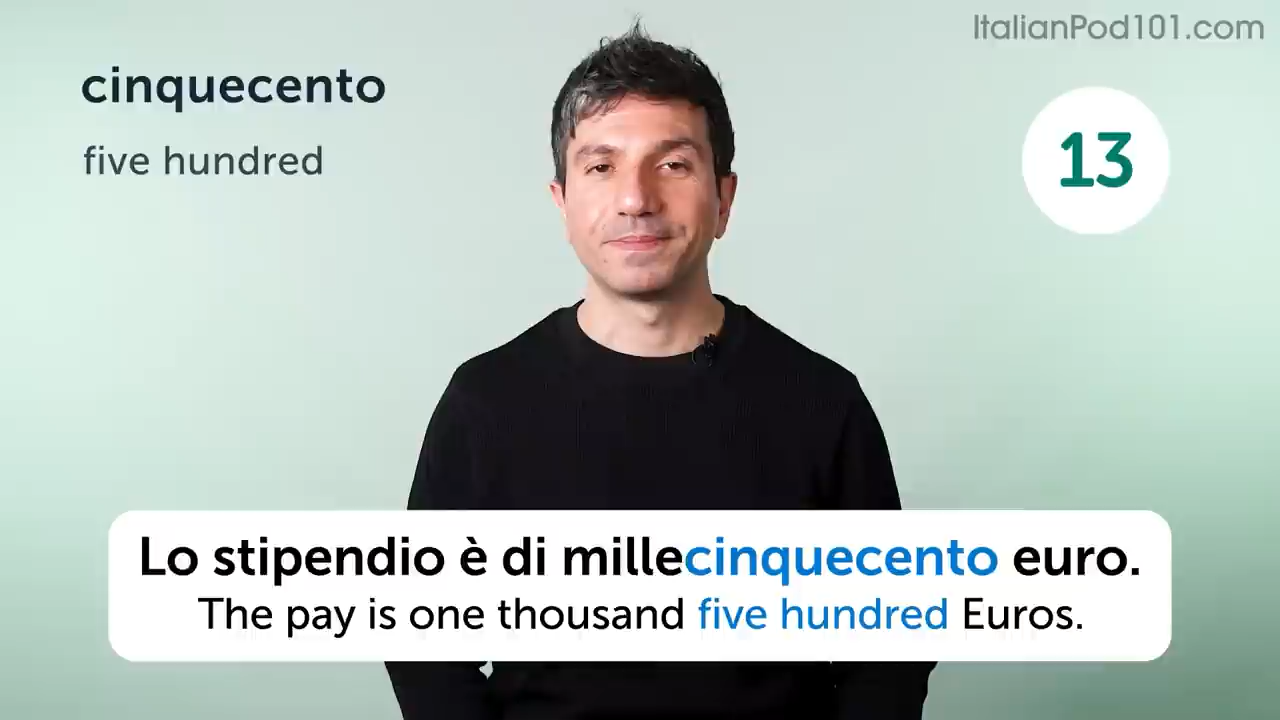 ItalianPod101.com
cinquecento
five hundred
13
Lo stipendio è di millecinquecento euro.
The pay is one thousand five hundred Euros.